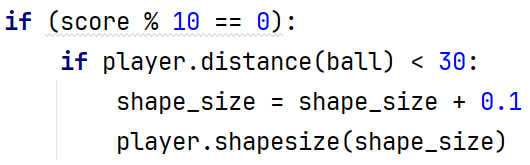 if (score % 10 == 0):
    if player.distance(ball) < 30:
        shape_size = shape_size + 0.1
        player.shapesize(shape_size)